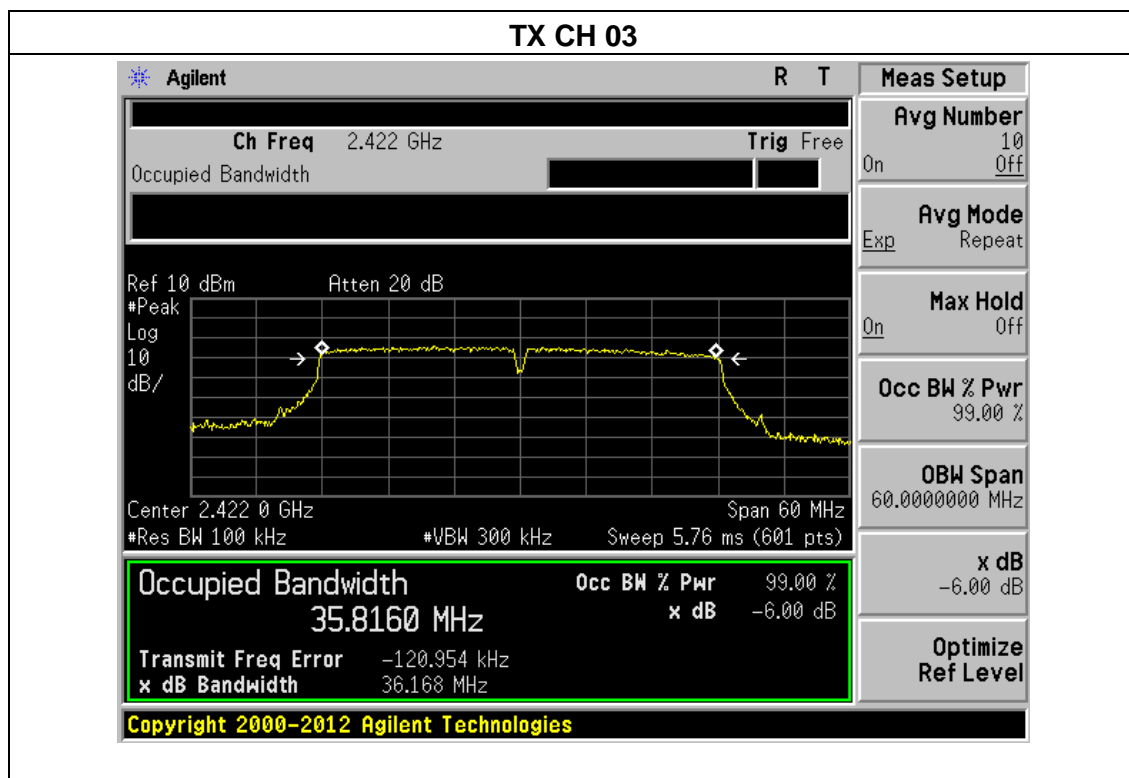 TX CH 03
Agilent R T
Ch Freq 2.422 GHz Trig Free
Occupied Bandwidth
Ref 10 dBm Atten 20 dB
#Peak
Log
10
dB/
Center 2.422 0 GHz Span 60 MHz
#Res BW 100 kHz #VBW 300 kHz Sweep 5.76 ms (601 pts)
Occupied Bandwidth Occ BW % Pwr 99.00 %
35.8160 MHz x dB -6.00 dB
Transmit Freq Error -120.954 kHz
x dB Bandwidth 36.168 MHz
Copyright 2000-2012 Agilent Technologies
Meas Setup
Avg Number
10
On Off
Avg Mode
Exp Repeat
Max Hold
On Off
Occ BW % Pwr
99.00 %
OBW Span
60.0000000 MHz
x dB
-6.00 dB
Optimize
Ref Level